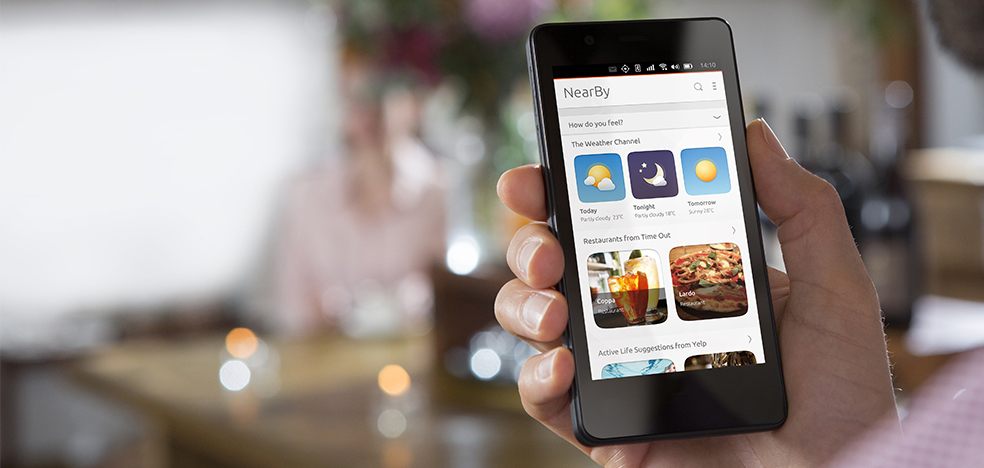 14:10
NearBy
How do you feel?
The Weather Channel
Today
Partly cloudy 23°C
Tonight
Partly cloudy 18°C
Tomorrow
Sunny 28°C
Restaurants from Time Out
Coppa
Restaurant
Lardo
Restaurant
Active Life Suggestions from Yelp